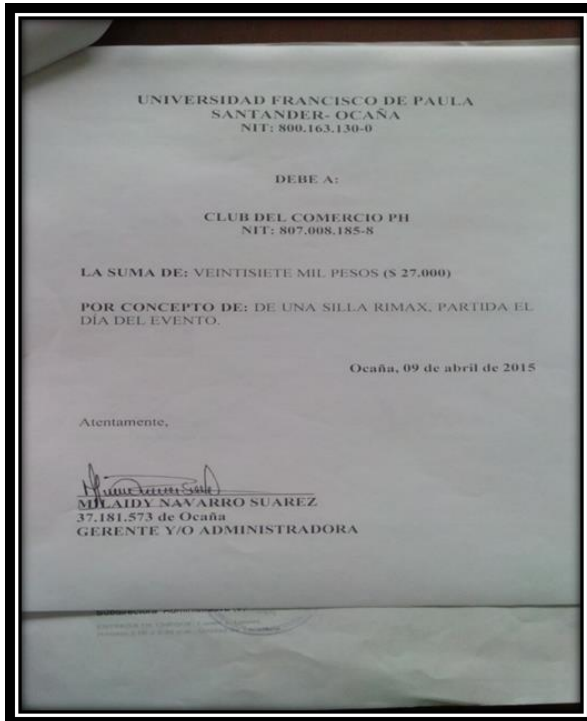 UNIVERSIDAD FRANCISCO DE PAULA
SANTANDER- OCAÑA
NIT: 800.163.130-0
DEBE A:
CLUB DEL COMERCIO PH
NIT: 807.008.185-8
LA SUMA DE: VEINTISIETE MIL PESOS ($ 27.000)
POR CONCEPTO DE: DE UNA SILLA RIMAX, PARTIDA EL
DÍA DEL EVENTO.
Ocaña, 09 de abril de 2015
Atentamente,
MILAIDY NAVARRO SUAREZ
37.181.573 de Ocaña
GERENTE Y/O ADMINISTRADORA